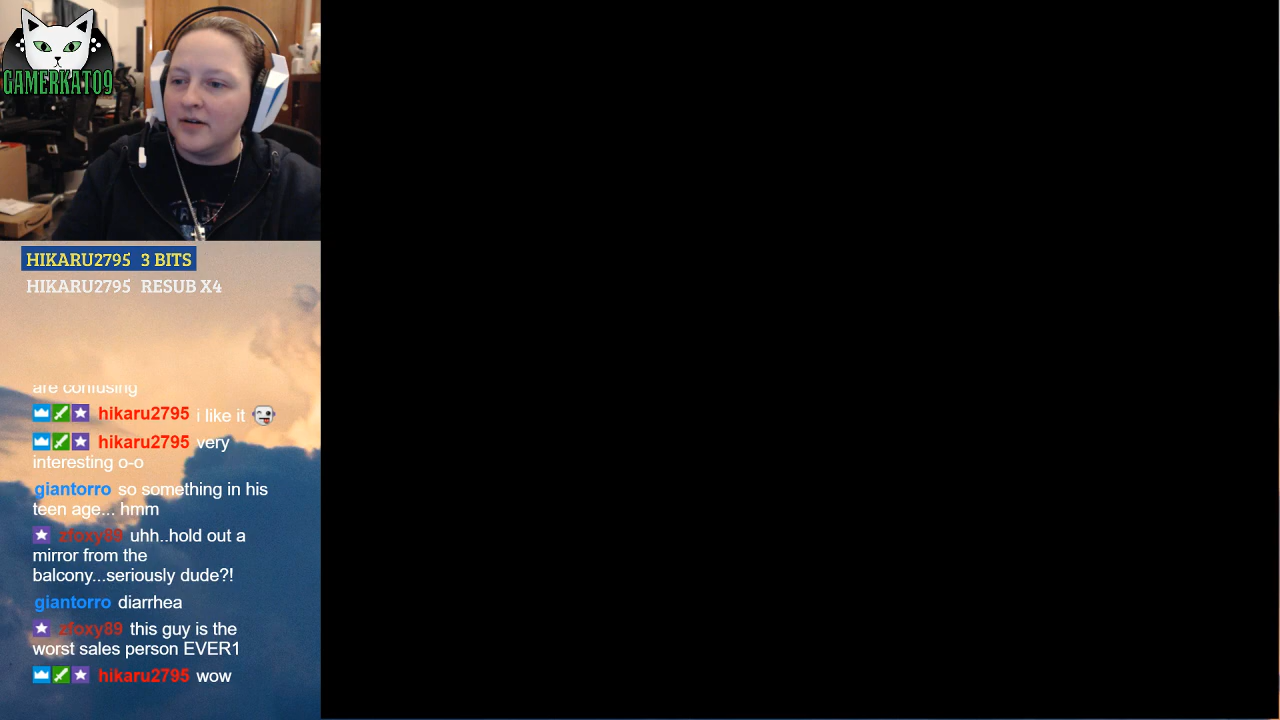 GAMERKAT09
HIKARU2795 3 BITS
HIKARU2795 RESUB X4
are confusing
hikaru2795 i like it
hikaru2795 very
interesting o-o
giantorro so something in his
teen age... hmm
zfoxy89 uhh..hold out a
mirror from the
balcony...seriously dude?!
giantorro diarrhea
zfoxy89 this guy is the
worst sales person EVER1
hikaru2795 wow